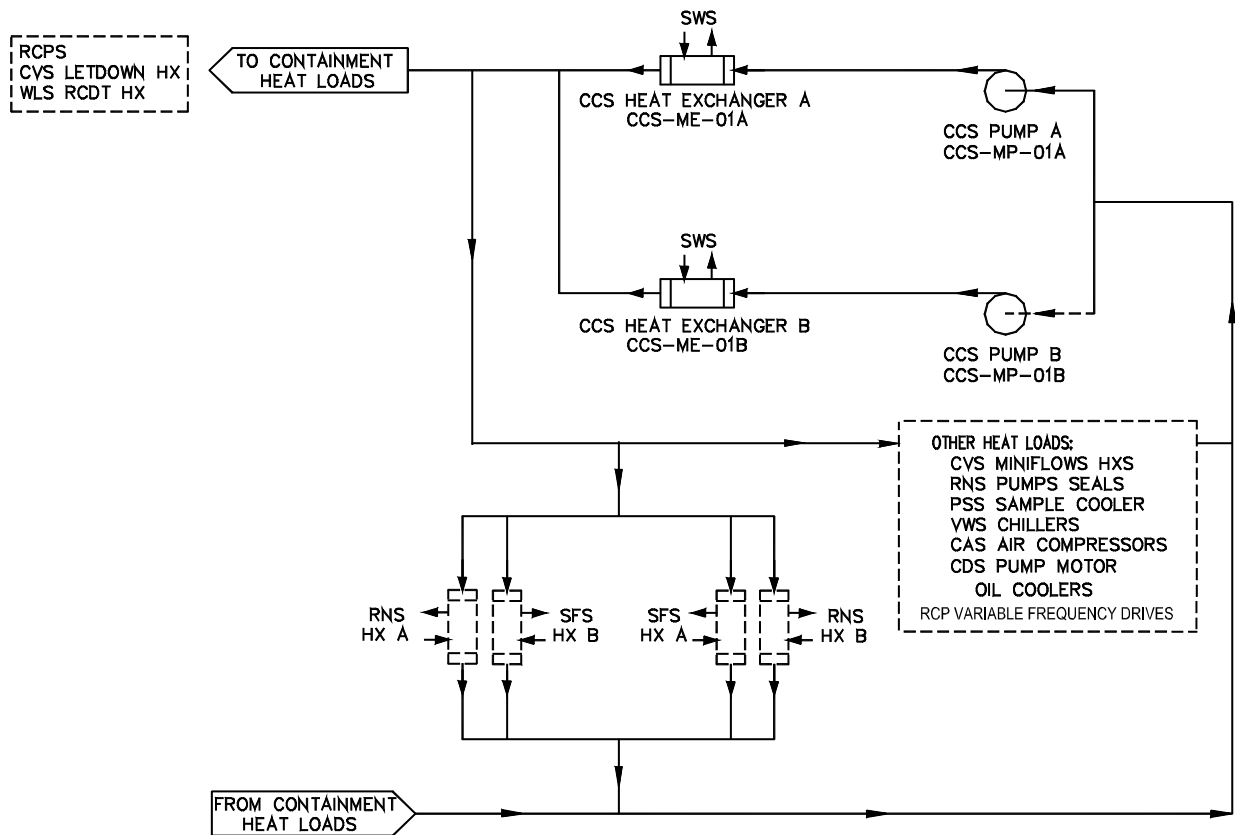 RCPS
CVS LETDOWN HX
WLS RCDT HX
TO CONTAINMENT
HEAT LOADS
SWS
CCS HEAT EXCHANGER A
CCS-ME-01A
CCS PUMP A
CCS-MP-01A
SWS
CCS HEAT EXCHANGER B
CCS-ME-01B
CCS PUMP B
CCS-MP-01B
OTHER HEAT LOADS:
CVS MINIFLOWS HXS
RNS PUMPS SEALS
PSS SAMPLE COOLER
VWS CHILLERS
CAS AIR COMPRESSORS
CDS PUMP MOTOR
OIL COOLERS
RCP VARIABLE FREQUENCY DRIVES
RNS
HX A
SFS
HX B
SFS
HX A
RNS
HX B
FROM CONTAINMENT
HEAT LOADS